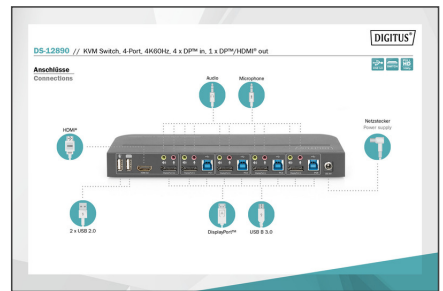 DIGITUS®
DS-12890 // KVM Switch, 4-Port, 4K60Hz, 4 x DP™ in, 1 x DP™/HDMI® out
Anschlüsse
Connections
Audio
Microphone
HDMI®
Netzstecker
Power supply
2 x USB 2.0
DisplayPort™
USB B 3.0